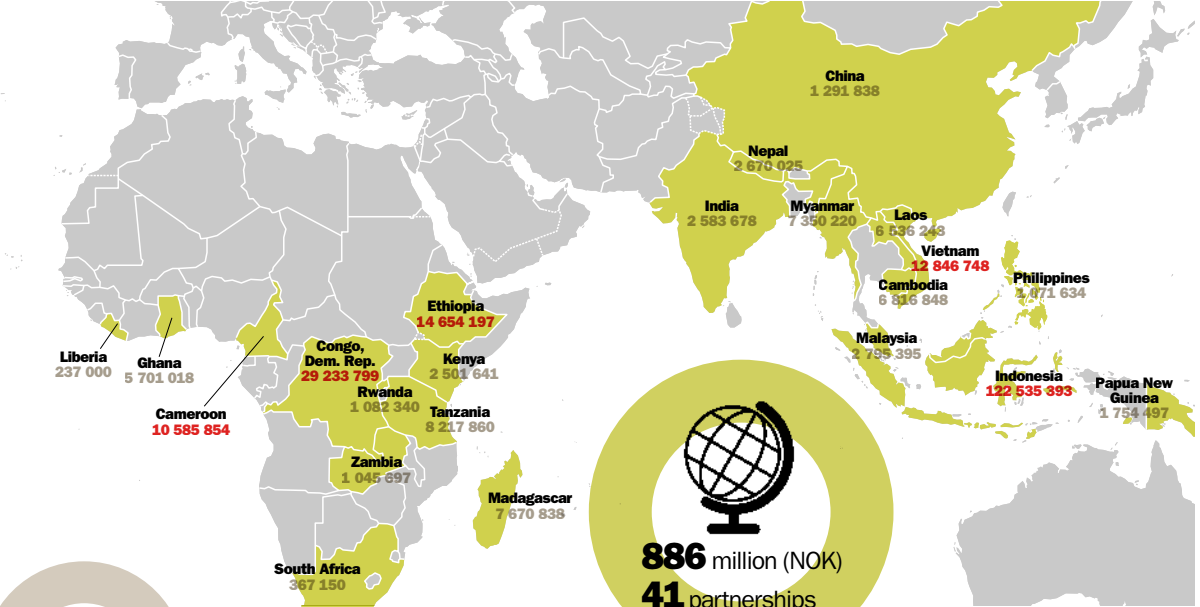 China
1 291 838
Nepal
2 670 025
India
2 583 678
Myanmar
7 350 220
Laos
6 536 243
Vietnam
12 846 748
Cambodia
6 816 848
Philippines
1 071 634
Malaysia
2 795 395
Indonesia
122 535 393
Papua New
Guinea
1 754 497
Ethiopia
14 654 197
Congo,
Dem. Rep.
29 233 799
Kenya
2 501 641
Rwanda
1 082 340
Tanzania
8 217 860
Liberia
237 000
Ghana
5 701 018
Cameroon
10 585 854
Zambia
1 045 697
Madagascar
7 670 838
South Africa
367 150
886 million (NOK)
41 partnerships